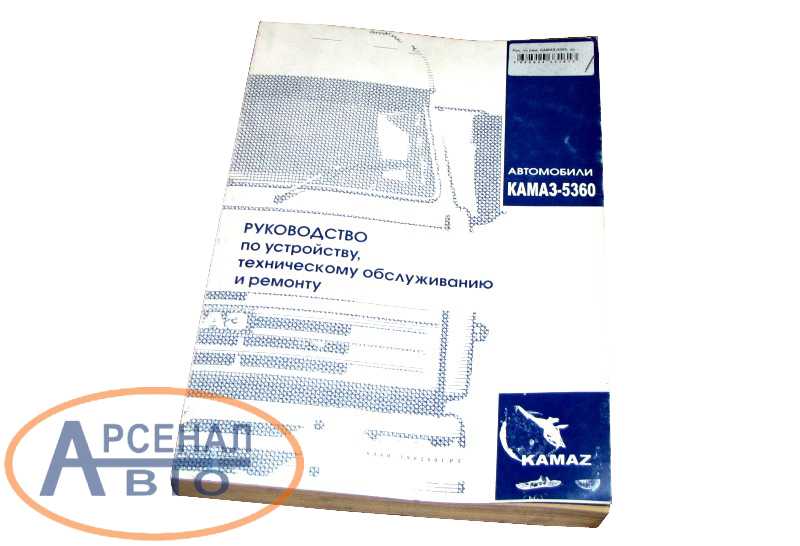 АВТОМОБИЛИ
КАМАЗ-5360
РУКОВОДСТВО
по устройству,
техническому обслуживанию
и ремонту
KAMAZ
АРСЕНАЛ
АВТО